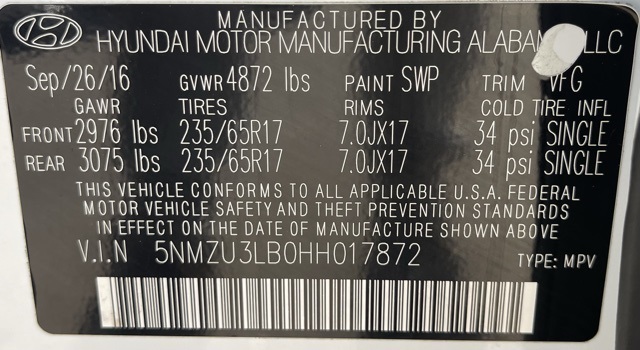 MANUFACTURED BY
HYUNDAI MOTOR MANUFACTURING LLC
Sep/26/16 GVWR 4872 lbs PAINT SWP TRIM VFG
GAWR TIRES RIMS COLD TIRE INFL
FRONT 2976 lbs 235/65R17 7.0JX17 34 psi SINGLE
REAR 3075 lbs 235/65R17 7.0JX17 34 psi SINGLE
THIS VEHICLE CONFORMS TO ALL APPLICABLE U.S.A. FEDERAL
MOTOR VEHICLE SAFETY AND THEFT PREVENTION STANDARDS
IN EFFECT ON THE DATE OF MANUFACTURE SHOWN ABOVE
V.I.N 5NMZU3LB0HH017872 TYPE: MPV